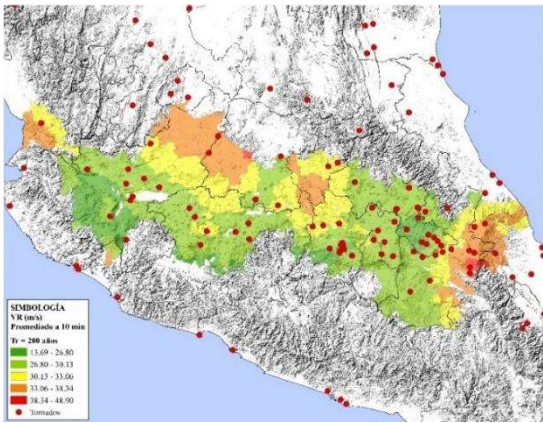 SIMBOLOGÍA
VR (m/s)
Promediado a 10 min
Tr = 200 años
13.69 - 26.80
26.80 - 30.13
30.13 - 33.06
33.06 - 38.34
38.34 - 48.90
Tornados